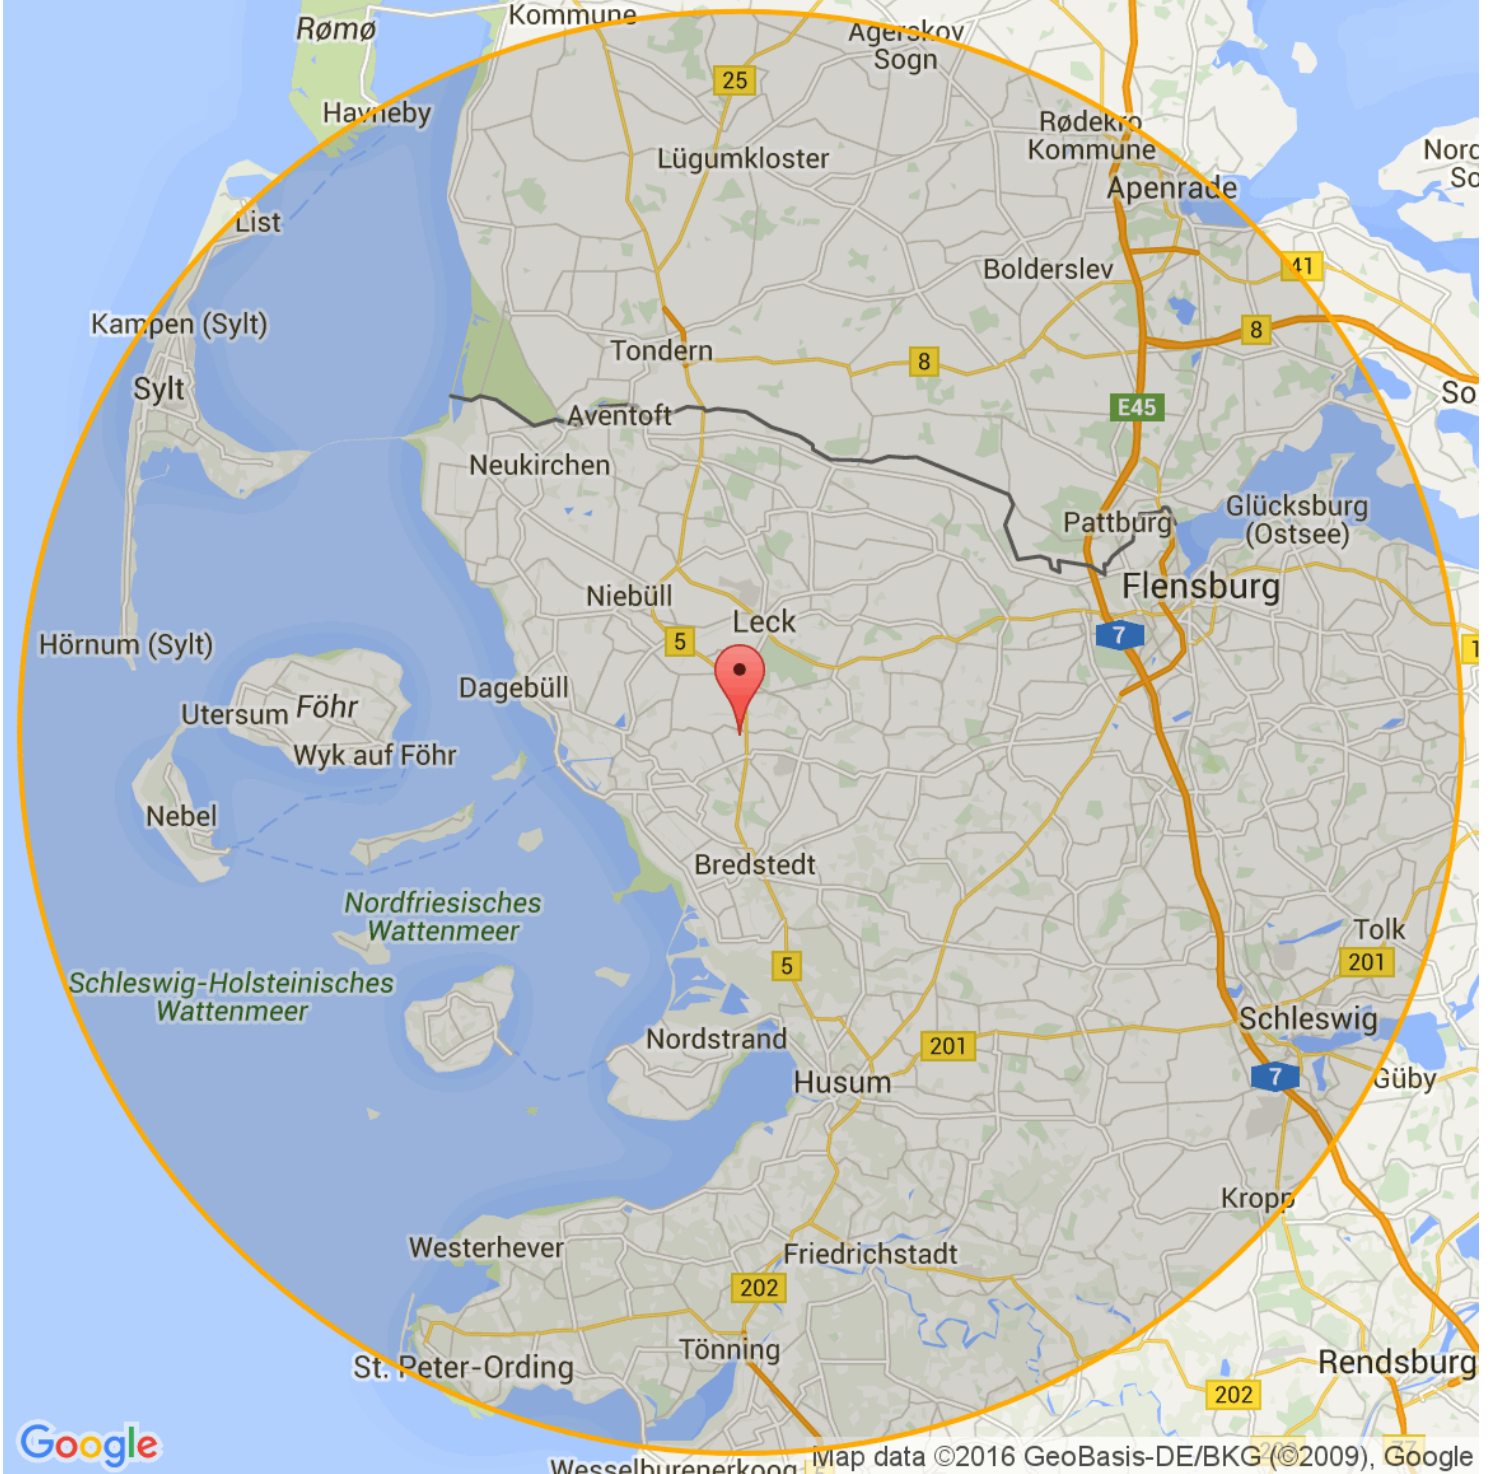 Kommune
Rømø
Agerskov
Sogn
25
Havneby
Rødekro
Kommune
Lügumkloster
Apenrade
List
Bolderslev
41
Kampen (Sylt)
8
Tondern
8
Sylt
E45
Aventoft
Neukirchen
Glücksburg
(Ostsee)
Pattburg
Flensburg
Niebüll
Leck
7
5
Hörnum (Sylt)
Dagebüll
Föhr
Utersum
Wyk auf Föhr
Nebel
Bredstedt
Nordfriesisches
Wattenmeer
Tolk
201
5
Schleswig-Holsteinisches
Wattenmeer
Schleswig
Nordstrand
201
7
Güby
Husum
Kropp
Westerhever
Friedrichstadt
202
Tönning
St. Peter-Ording
Rendsburg
202
Google
Map data ©2016 GeoBasis-DE/BKG (©2009), Google
Wesselburenerkoog